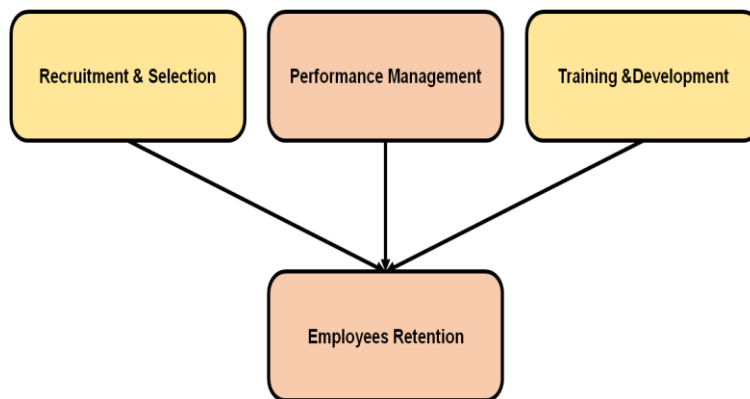 Recruitment & Selection
Performance Management
Training &Development
Employees Retention